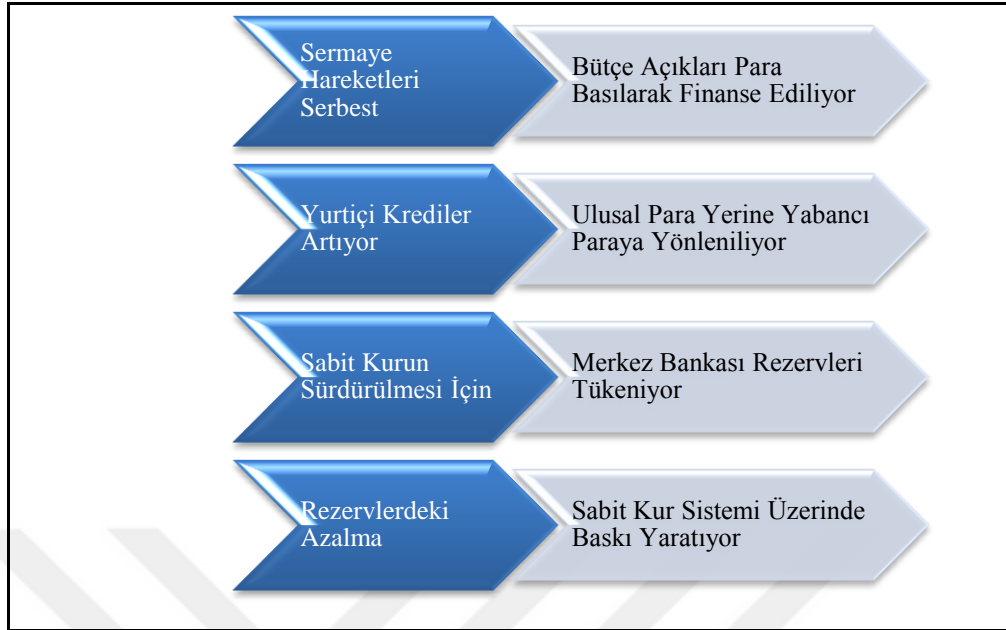 Sermaye
Hareketleri
Serbest
Bütçe Açıkları Para
Basılarak Finanse Ediliyor
Yurtiçi Krediler
Artıyor
Ulusal Para Yerine Yabancı
Paraya Yönleniliyor
Sabit Kurun
Sürdürülmesi İçin
Merkez Bankası Rezervleri
Tükeniyor
Rezervlerdeki
Azalma
Sabit Kur Sistemi Üzerinde
Baskı Yaratıyor